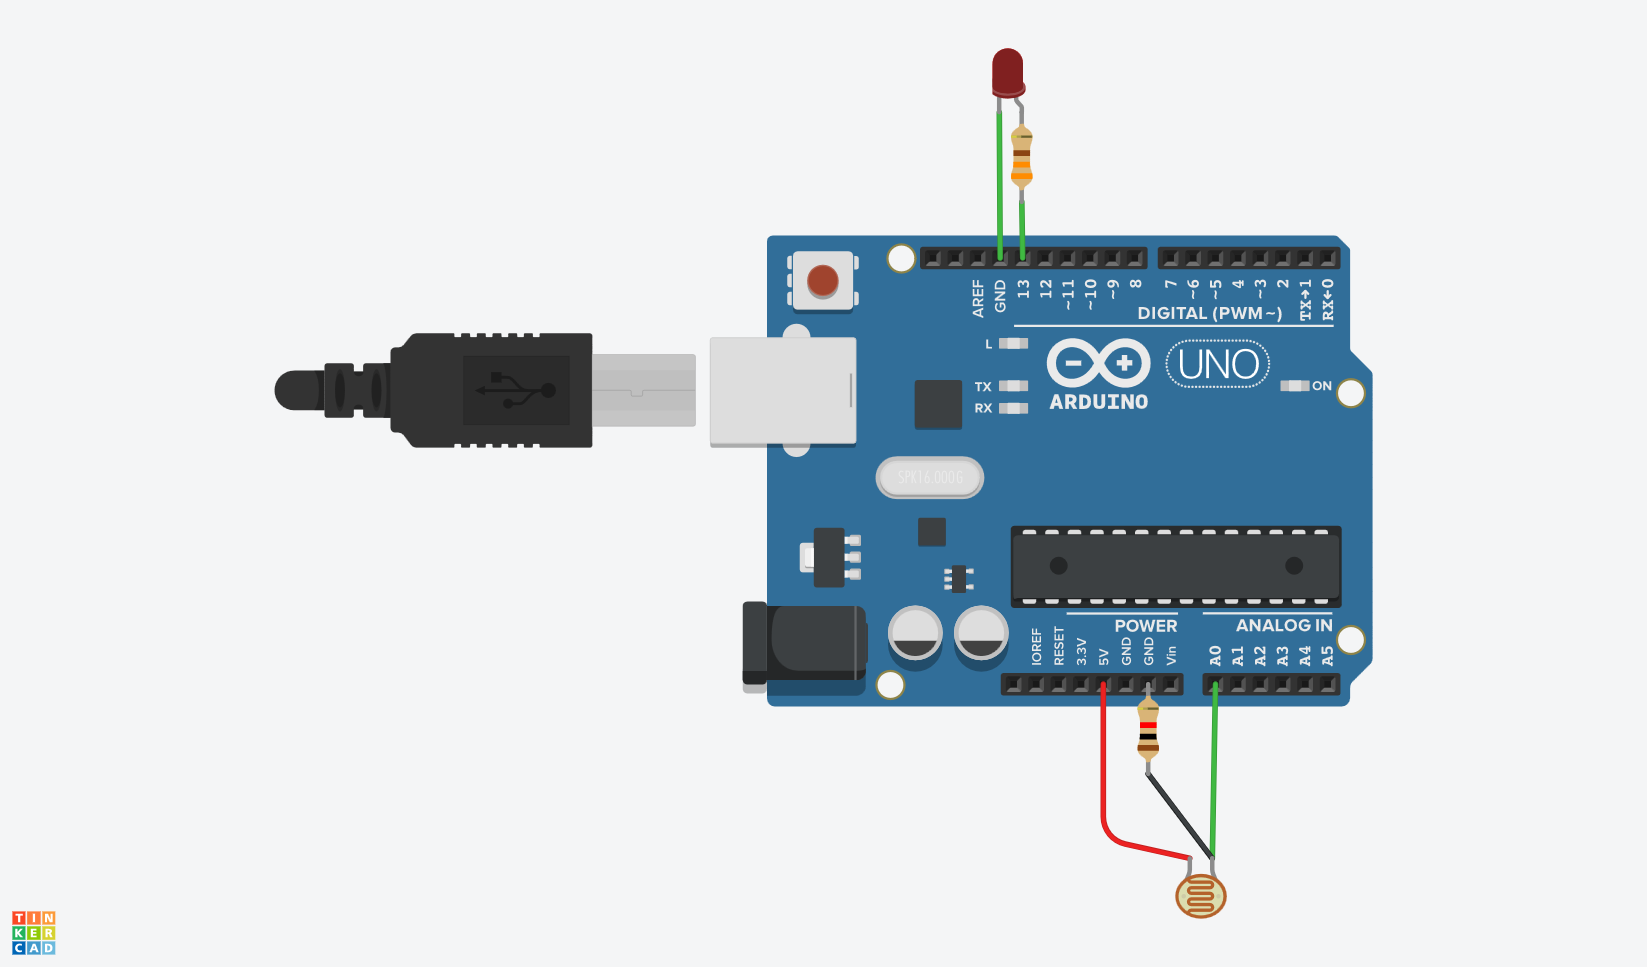 AREF
GND
13
12
~11
~10
~9
8
7
~6
~5
4
~3
2
TX→1
RX←0
DIGITAL (PWM~)
L
TX
RX
ARDUINO
UNO
ON
SPK16.000G
POWER
ANALOG IN
IOREF
RESET
3.3V
5V
GND
GND
Vin
A0
A1
A2
A3
A4
A5
TIN
KER
CAD